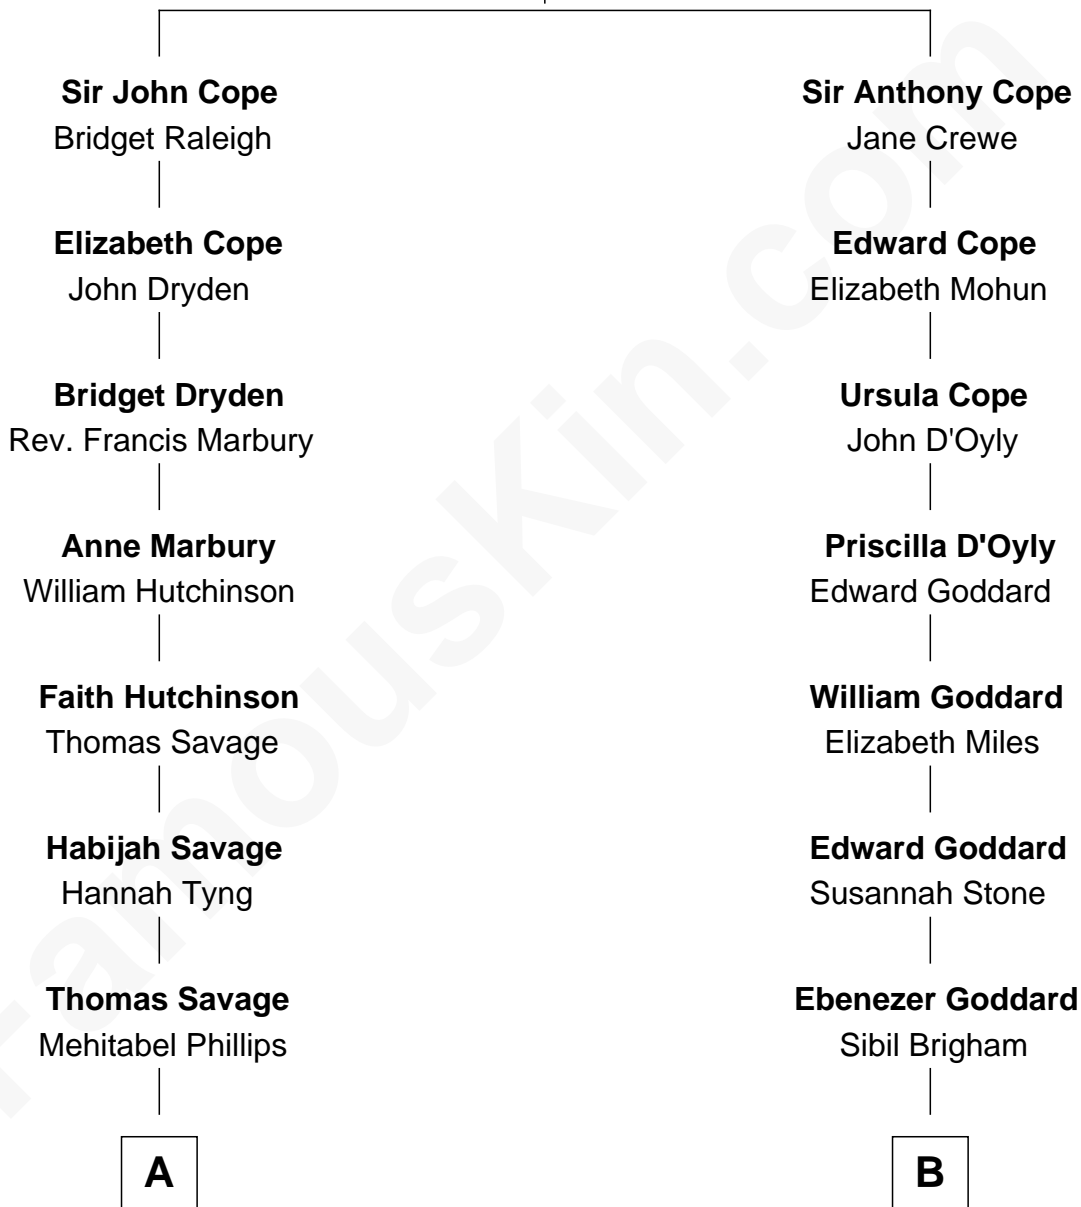 Sir John Cope
Bridget Raleigh
Elizabeth Cope
John Dryden
Bridget Dryden
Rev. Francis Marbury
Anne Marbury
William Hutchinson
Faith Hutchinson
Thomas Savage
Habijah Savage
Hannah Tyng
Thomas Savage
Mehitabel Phillips
A
Sir Anthony Cope
Jane Crewe
Edward Cope
Elizabeth Mohun
Ursula Cope
John D'Oyly
Priscilla D'Oyly
Edward Goddard
William Goddard
Elizabeth Miles
Edward Goddard
Susannah Stone
Ebenezer Goddard
Sibil Brigham
B
FamousKin.com